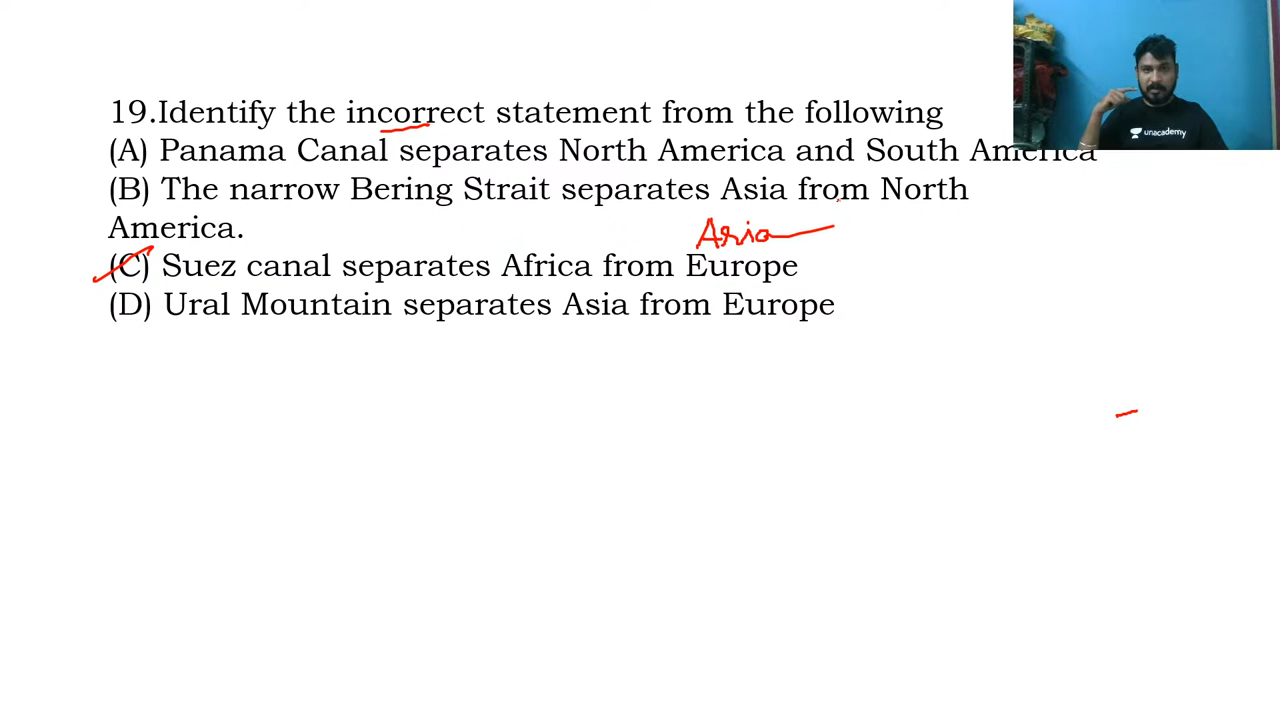 19.Identify the incorrect statement from the following
(A) Panama Canal separates North America and South America
(B) The narrow Bering Strait separates Asia from North
America.
Asia
(C) Suez canal separates Africa from Europe
(D) Ural Mountain separates Asia from Europe
unacademy